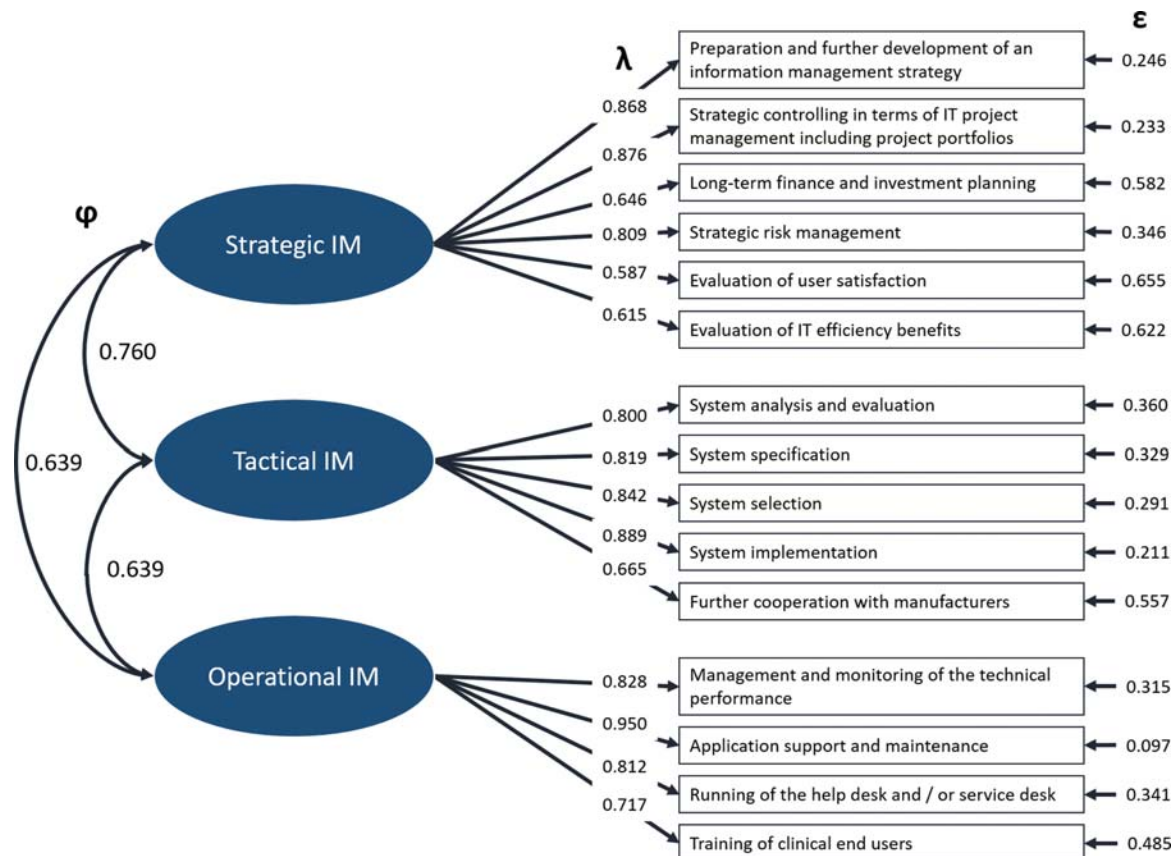 ε
λ
Preparation and further development of an
information management strategy
0.246
0.868
Strategic controlling in terms of IT project
management including project portfolios
0.233
0.876
Long-term finance and investment planning
0.582
0.646
φ
Strategic IM
0.809
Strategic risk management
0.346
0.587
Evaluation of user satisfaction
0.655
0.615
Evaluation of IT efficiency benefits
0.622
0.760
0.800
System analysis and evaluation
0.360
0.639
Tactical IM
0.819
System specification
0.329
0.842
System selection
0.291
0.889
System implementation
0.211
0.639
0.665
Further cooperation with manufacturers
0.557
Operational IM
0.828
Management and monitoring of the technical
performance
0.315
0.950
Application support and maintenance
0.097
0.812
Running of the help desk and / or service desk
0.341
0.717
Training of clinical end users
0.485